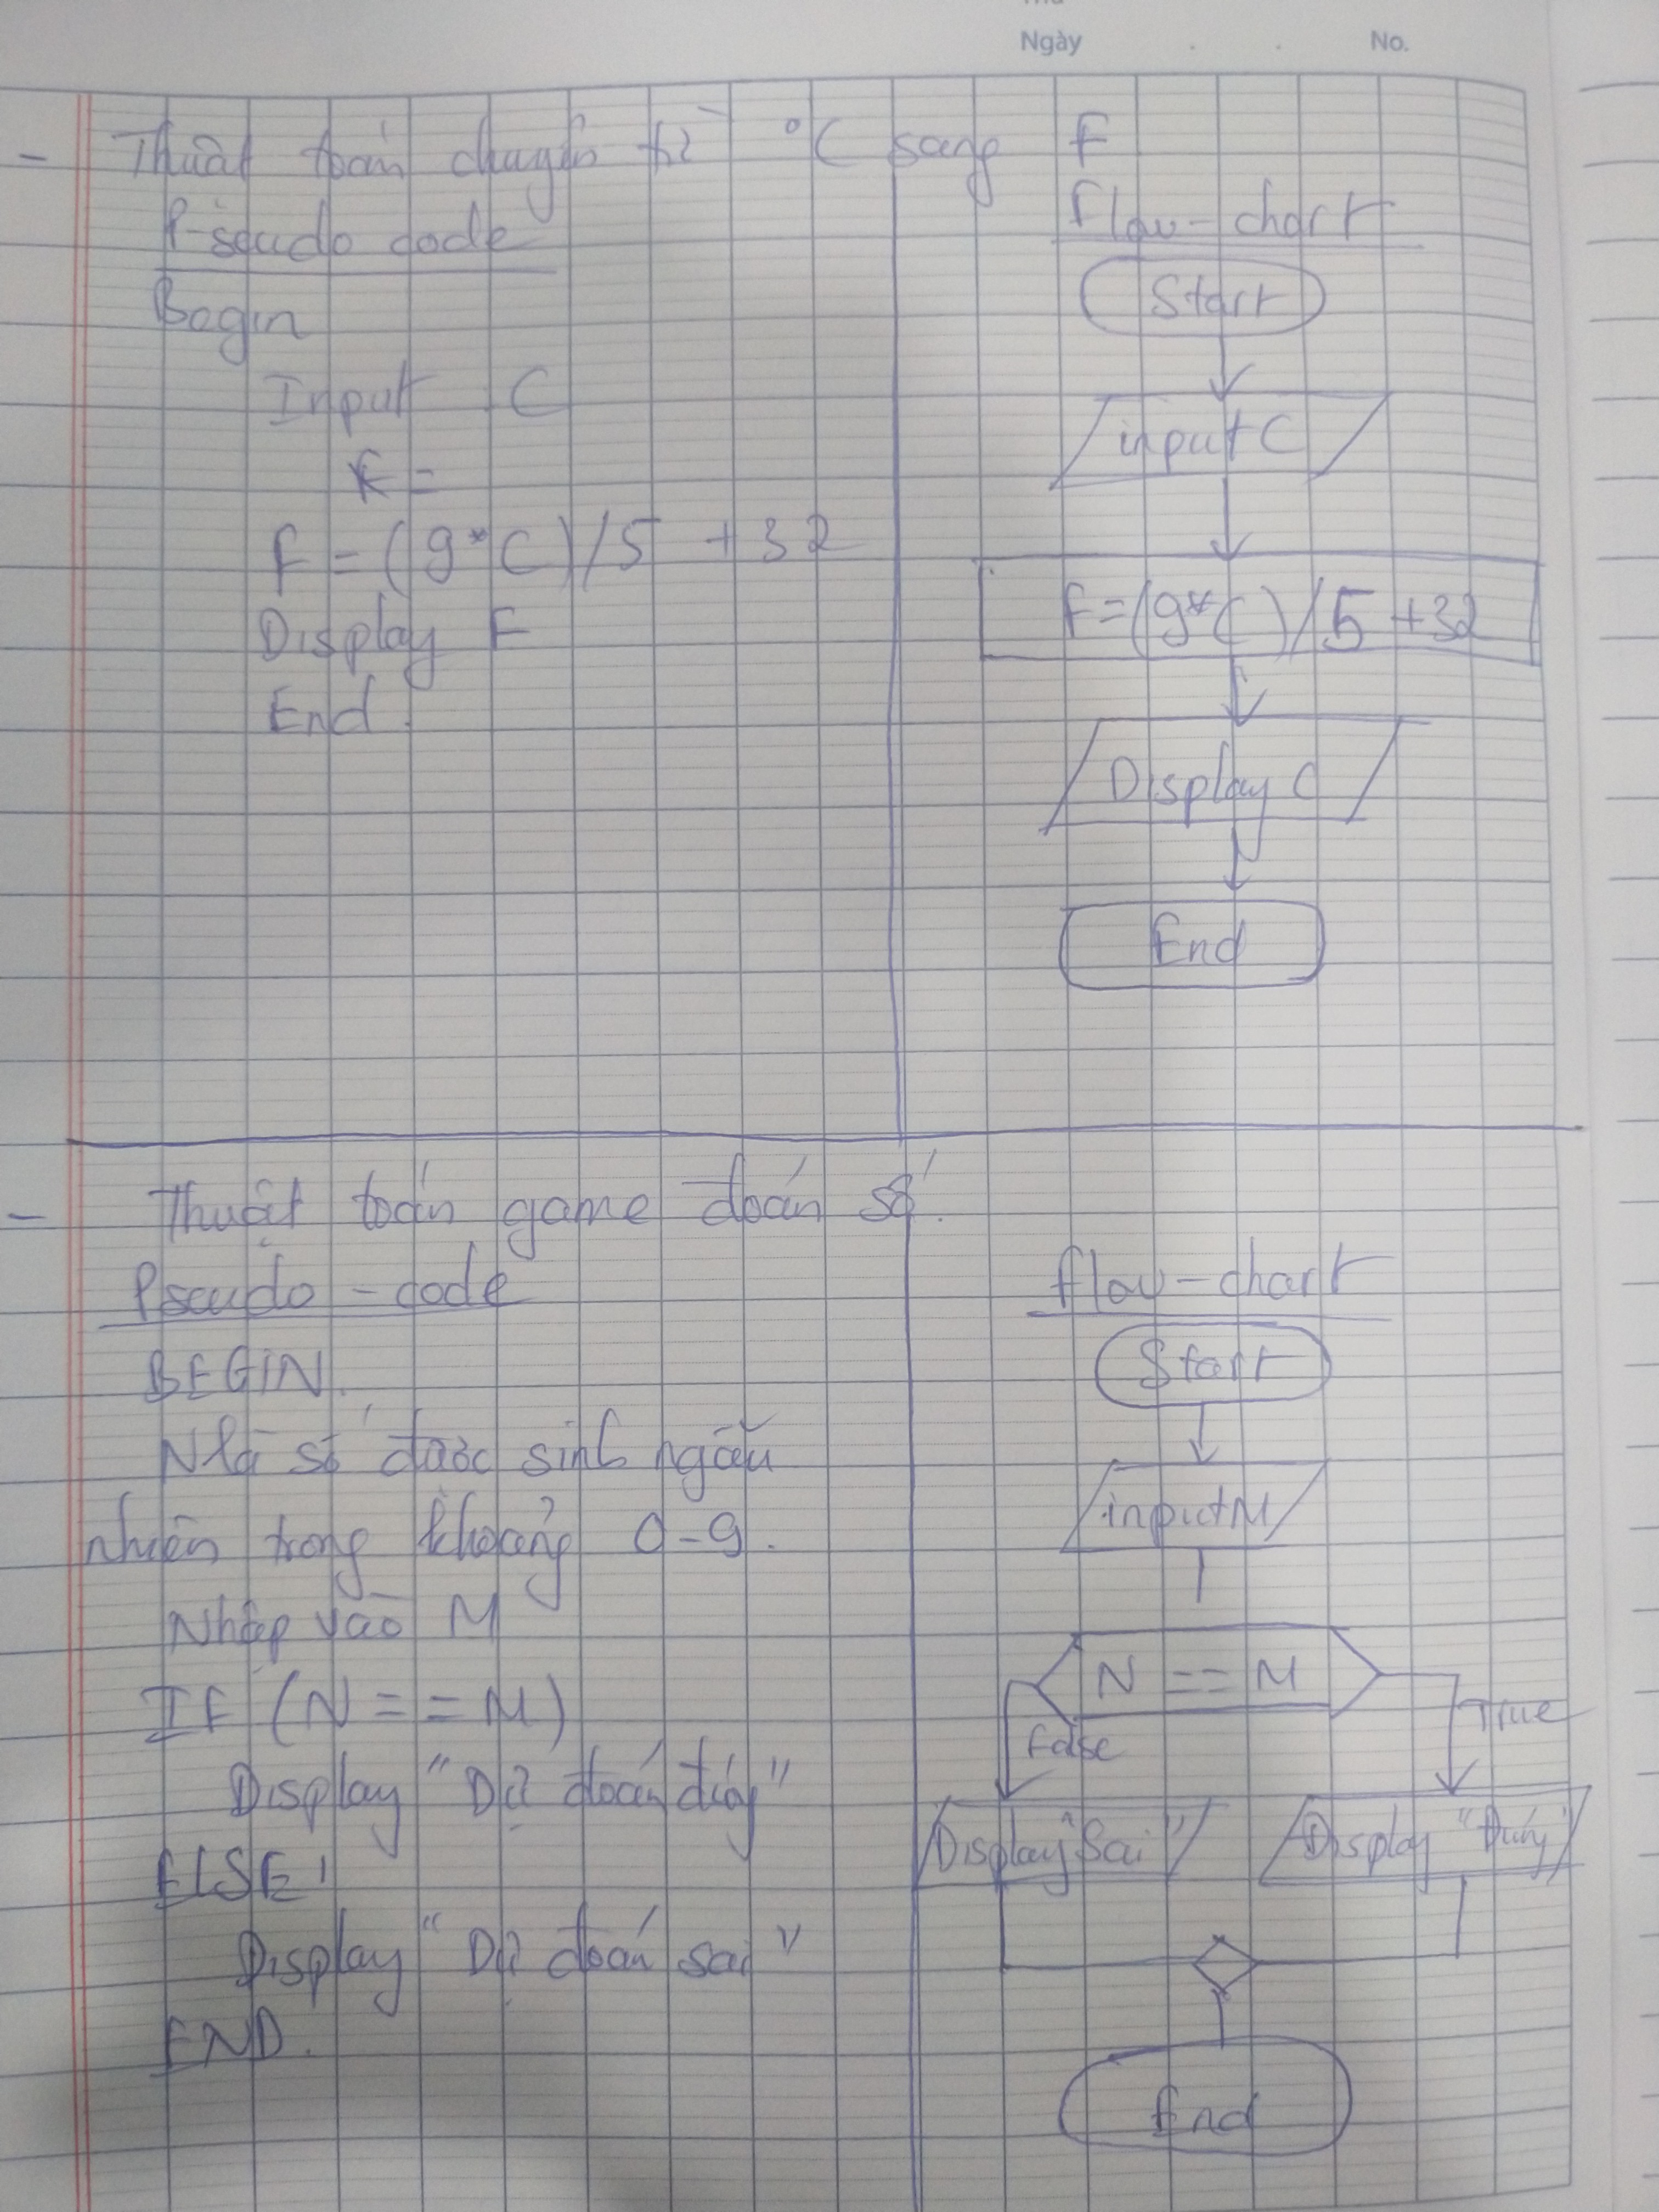 Ngày . . No.
- Thuật toán chuyển từ °C sang F
Pseudo code
Begin
Input C
F = (9*C)/5 + 32
Display F
End.
Flow-chart
Start
input C
F=(9*C)/5 +32
Display C
End
- Thuật toán game đoán số.
Pseudo-code
BEGIN.
N là số được sinh ngẫu
nhiên trong khoảng 0-9.
Nhập vào M
IF (N == M)
Display "Dự đoán đúng"
ELSE
Display "Dự đoán sai"
END.
flow-chart
Start
input M
N == M
False
True
Display "Sai"
Display "Đúng"
End